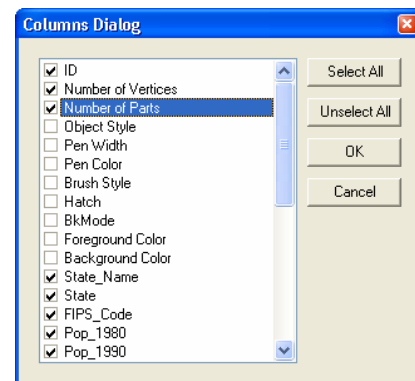 Columns Dialog
ID
Number of Vertices
Number of Parts
Object Style
Pen Width
Pen Color
Brush Style
Hatch
BkMode
Foreground Color
Background Color
State_Name
State
FIPS_Code
Pop_1980
Pop_1990
Select All
Unselect All
OK
Cancel